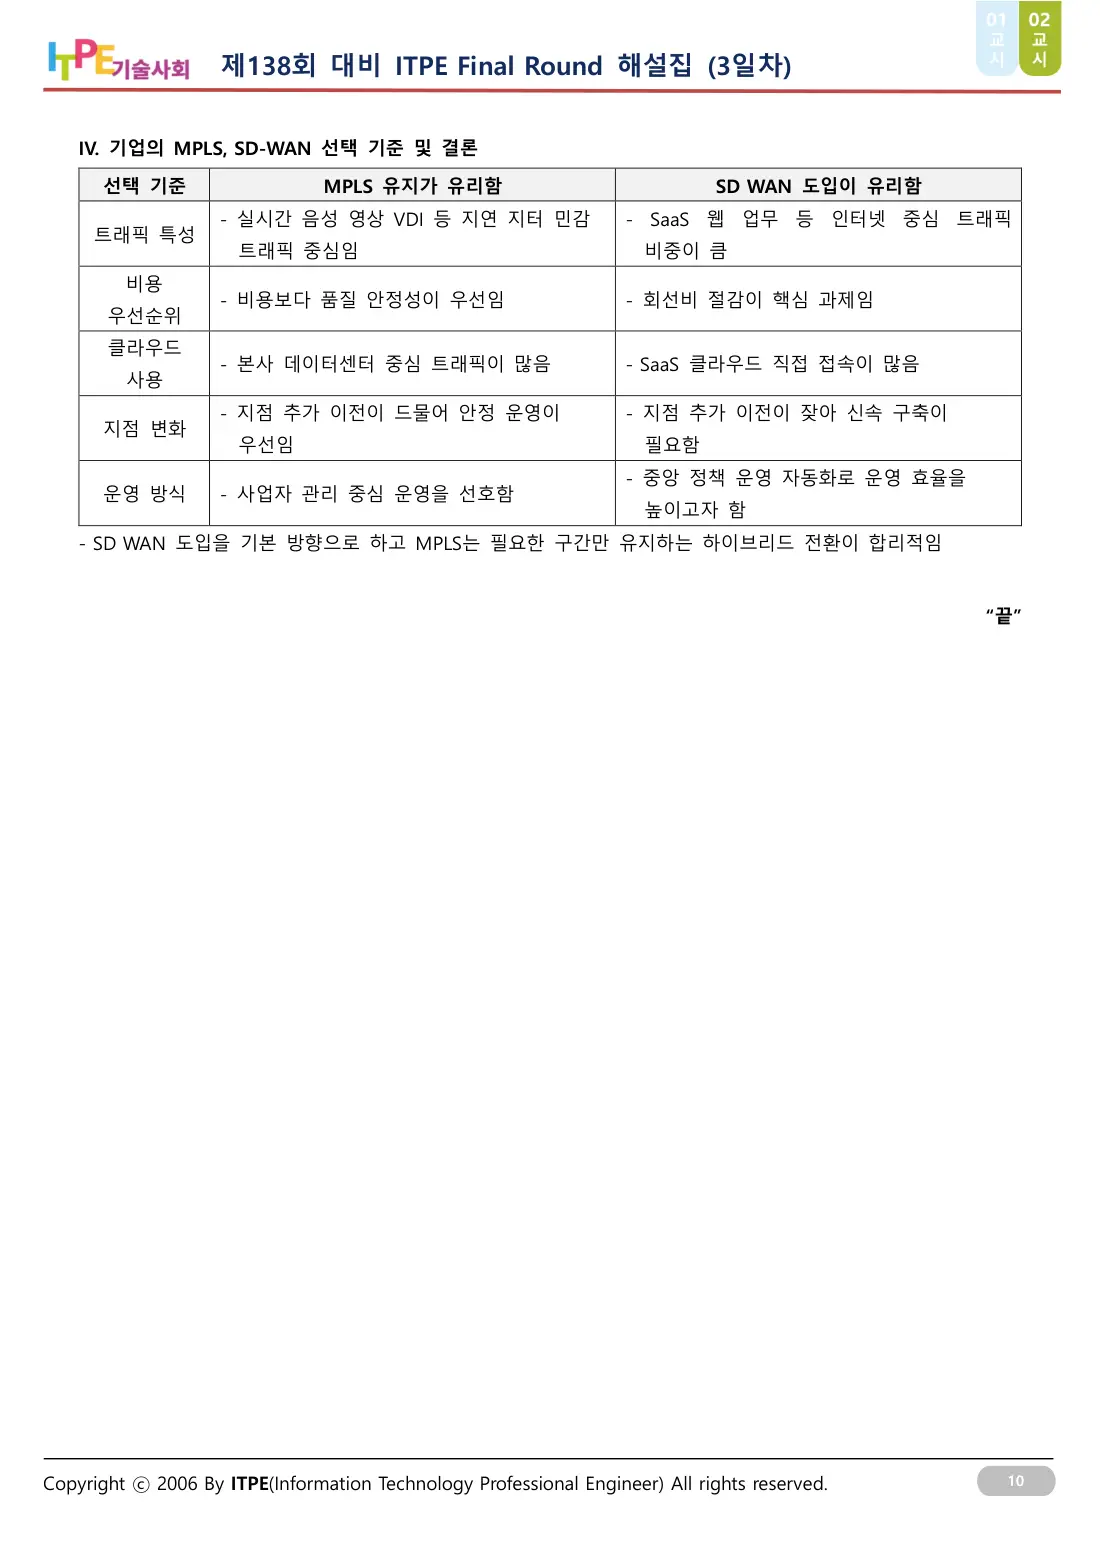 01
교
시
02
교
시
ITPE기술사회 제138회 대비 ITPE Final Round 해설집 (3일차)
IV. 기업의 MPLS, SD-WAN 선택 기준 및 결론
선택 기준
MPLS 유지가 유리함
SD WAN 도입이 유리함
트래픽 특성
- 실시간 음성 영상 VDI 등 지연 지터 민감
트래픽 중심임
- SaaS 웹 업무 등 인터넷 중심 트래픽
비중이 큼
비용
우선순위
- 비용보다 품질 안정성이 우선임
- 회선비 절감이 핵심 과제임
클라우드
사용
- 본사 데이터센터 중심 트래픽이 많음
- SaaS 클라우드 직접 접속이 많음
지점 변화
- 지점 추가 이전이 드물어 안정 운영이
우선임
- 지점 추가 이전이 잦아 신속 구축이
필요함
운영 방식
- 사업자 관리 중심 운영을 선호함
- 중앙 정책 운영 자동화로 운영 효율을
높이고자 함
- SD WAN 도입을 기본 방향으로 하고 MPLS는 필요한 구간만 유지하는 하이브리드 전환이 합리적임
“끝”
Copyright ⓒ 2006 By ITPE(Information Technology Professional Engineer) All rights reserved.
10